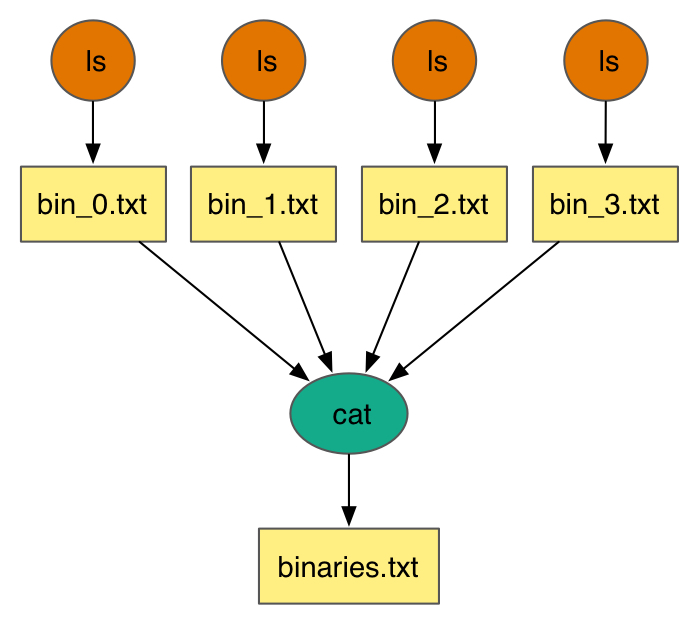 ls
ls
ls
ls
bin_0.txt
bin_1.txt
bin_2.txt
bin_3.txt
cat
binaries.txt